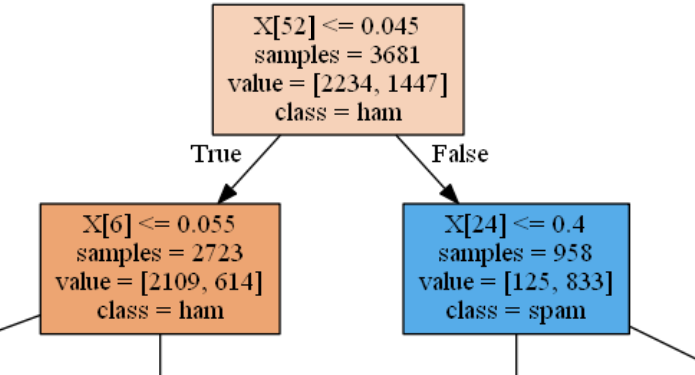 X[52] <= 0.045
samples = 3681
value = [2234, 1447]
class = ham
True
False
X[6] <= 0.055
samples = 2723
value = [2109, 614]
class = ham
X[24] <= 0.4
samples = 958
value = [125, 833]
class = spam